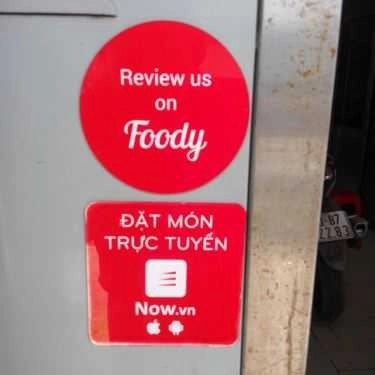 Review us
on
Foody
ĐẶT MÓN
TRỰC TUYẾN
Now.vn